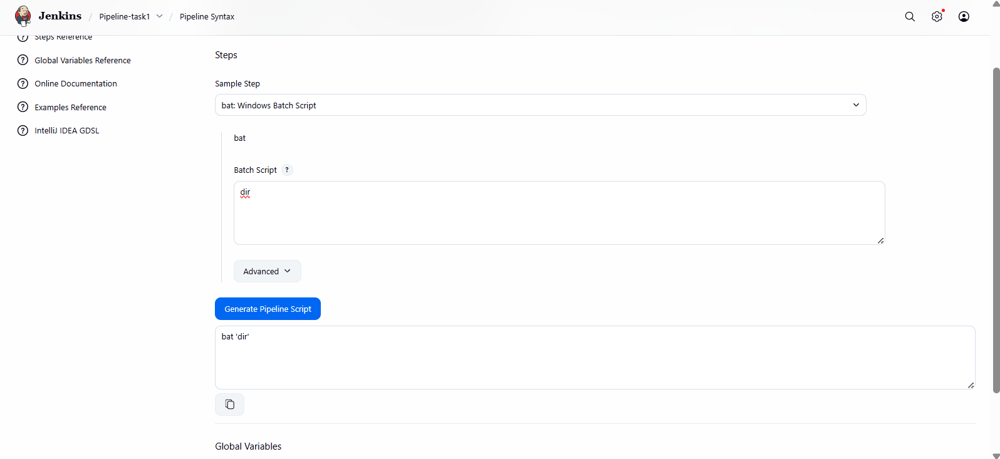 Jenkins / Pipeline-task1 / Pipeline Syntax
Steps Reference
Global Variables Reference
Online Documentation
Examples Reference
IntelliJ IDEA GDSL
Steps
Sample Step
bat: Windows Batch Script
bat
Batch Script ?
dir
Advanced
Generate Pipeline Script
bat 'dir'
Global Variables